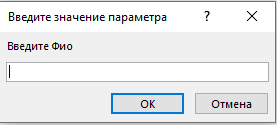 Введите значение параметра
Введите Фио
ОК
Отмена